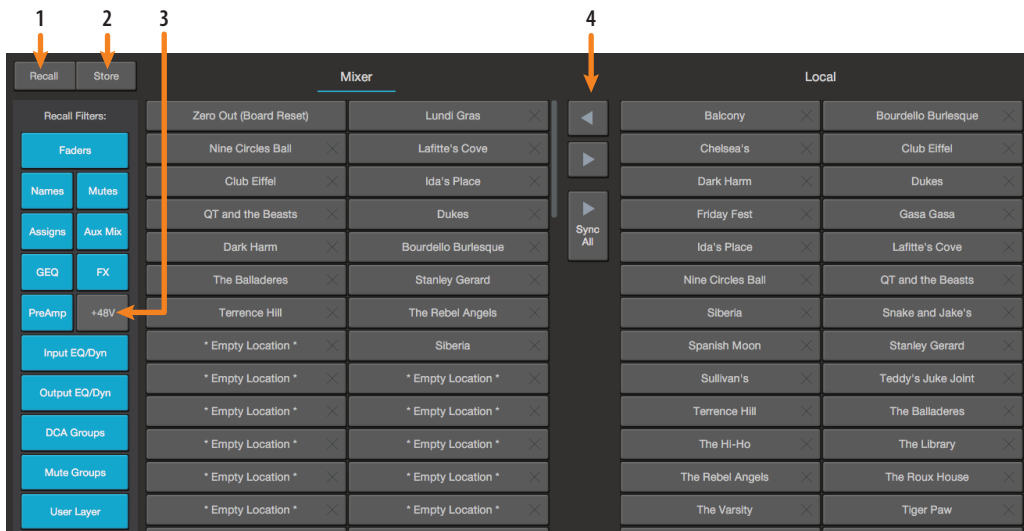 1 2 3 4
Recall Store Mixer Local
Recall Filters:
Faders
Names Mutes
Assigns Aux Mix
GEQ FX
PreAmp +48V
Input EQ/Dyn
Output EQ/Dyn
DCA Groups
Mute Groups
User Layer
Zero Out (Board Reset) Lundi Gras
Nine Circles Ball Lafitte's Cove
Club Eiffel Ida's Place
QT and the Beasts Dukes
Dark Harm Bourdello Burlesque
The Balladeres Stanley Gerard
Terrence Hill The Rebel Angels
* Empty Location * Siberia
* Empty Location * * Empty Location *
* Empty Location * * Empty Location *
* Empty Location * * Empty Location *
* Empty Location * * Empty Location *
* Empty Location * * Empty Location *
Sync
All
Balcony Bourdello Burlesque
Chelsea's Club Eiffel
Dark Harm Dukes
Friday Fest Gasa Gasa
Ida's Place Lafitte's Cove
Nine Circles Ball QT and the Beasts
Siberia Snake and Jake's
Spanish Moon Stanley Gerard
Sullivan's Teddy's Juke Joint
Terrence Hill The Balladeres
The Hi-Ho The Library
The Rebel Angels The Roux House
The Varsity Tiger Paw